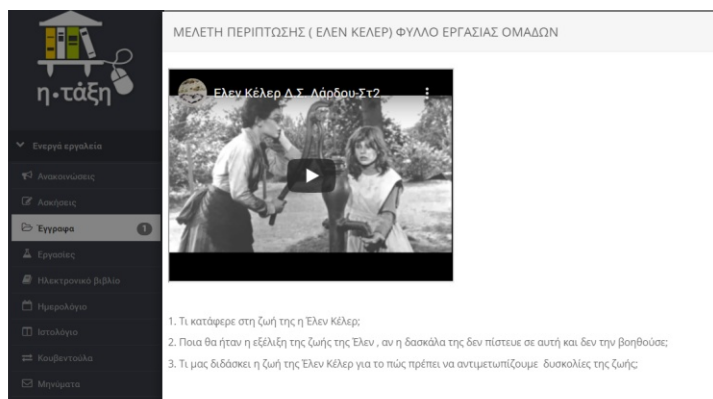 ΜΕΛΕΤΗ ΠΕΡΙΠΤΩΣΗΣ ( ΕΛΕΝ ΚΕΛΕΡ) ΦΥΛΛΟ ΕΡΓΑΣΙΑΣ ΟΜΑΔΩΝ
η·τάξη
Ενεργά εργαλεία
Ανακοινώσεις
Ασκήσεις
Έγγραφα 1
Εργασίες
Ηλεκτρονικό βιβλίο
Ημερολόγιο
Ιστολόγιο
Κουβεντούλα
Μηνύματα
Ελεν Κέλερ Δ.Σ. Λάρδου-Στ2
1. Τι κατάφερε στη ζωή της η Έλεν Κέλερ;
2. Ποια θα ήταν η εξέλιξη της ζωής της Έλεν , αν η δασκάλα της δεν πίστευε σε αυτή και δεν την βοηθούσε;
3. Τι μας διδάσκει η ζωή της Έλεν Κέλερ για το πώς πρέπει να αντιμετωπίζουμε δυσκολίες της ζωής;